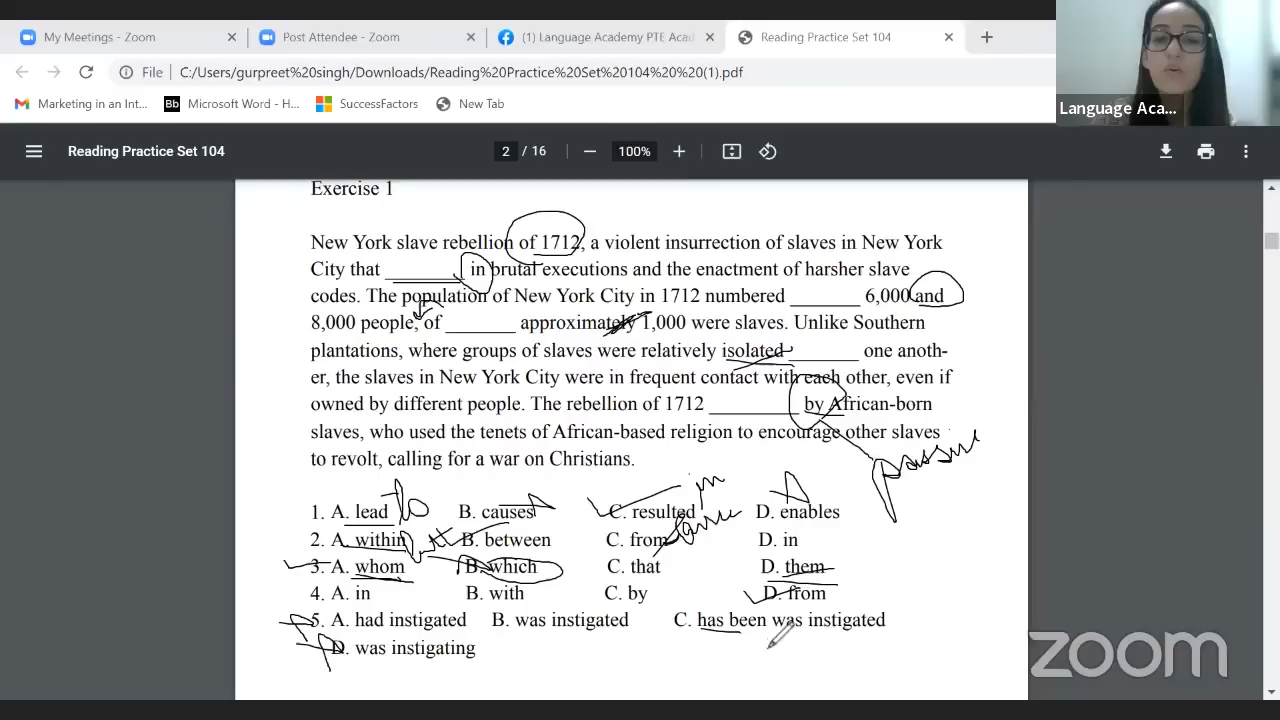 My Meetings - Zoom
Post Attendee - Zoom
(1) Language Academy PTE Acad
Reading Practice Set 104
File
C:/Users/gurpreet%20singh/Downloads/Reading%20Practice%20Set%20104%20%20(1).pdf
Marketing in an Int...
Bb Microsoft Word - H...
SuccessFactors
New Tab
Language Aca...
Reading Practice Set 104
2 / 16
100%
Exercise 1
New York slave rebellion of 1712, a violent insurrection of slaves in New York
City that ________ in brutal executions and the enactment of harsher slave
codes. The population of New York City in 1712 numbered ________ 6,000 and
8,000 people, of ________ approximately 1,000 were slaves. Unlike Southern
plantations, where groups of slaves were relatively isolated ________ one anoth-
er, the slaves in New York City were in frequent contact with each other, even if
owned by different people. The rebellion of 1712 ________ by African-born
slaves, who used the tenets of African-based religion to encourage other slaves
to revolt, calling for a war on Christians.
passive
in
to
1. A. lead B. causes C. resulted D. enables
2. A. within B. between C. from D. in
3. A. whom B. which C. that D. them
4. A. in B. with C. by D. from
5. A. had instigated B. was instigated C. has been was instigated
D. was instigating
zoom